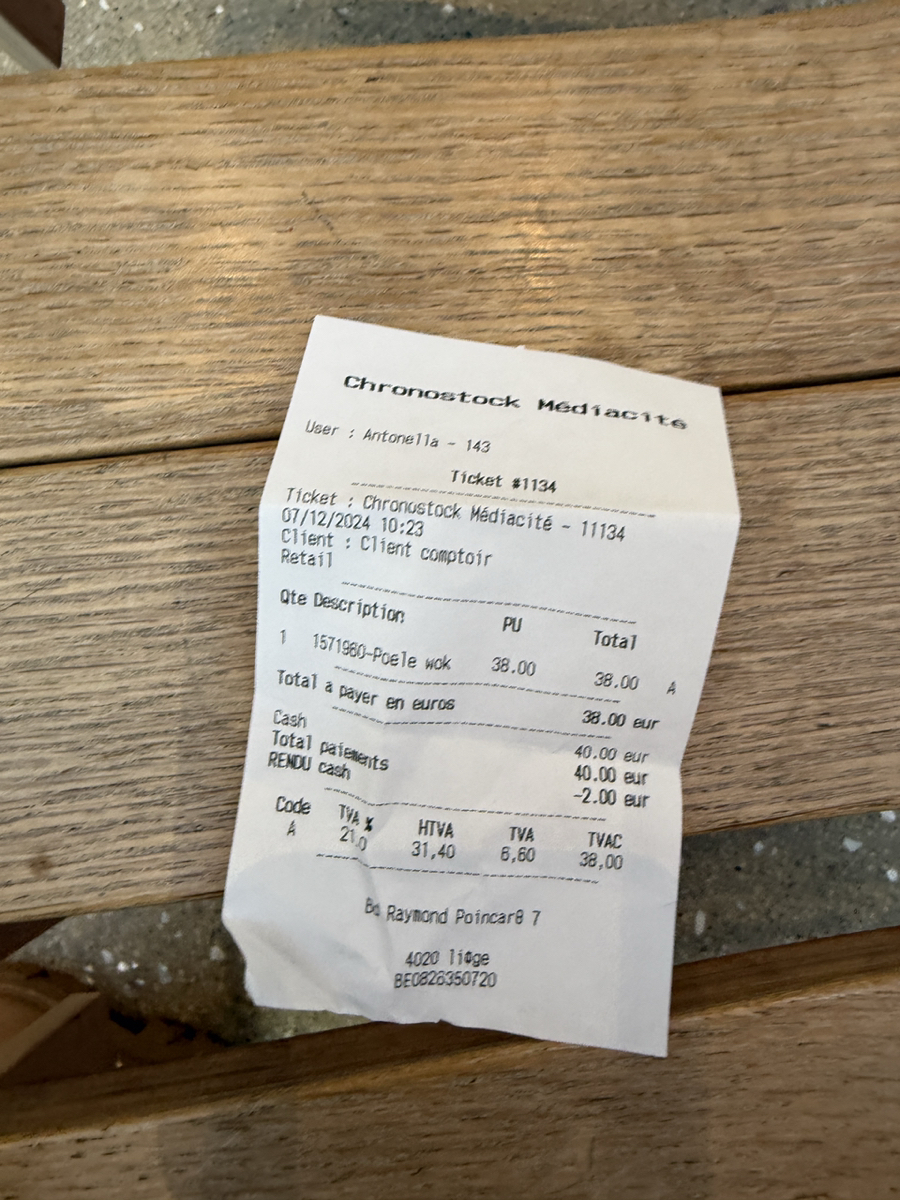 Chronostock Médiacité
User : Antonella - 143
Ticket #1134
Ticket : Chronostock Médiacité - 11134
07/12/2024 10:23
Client : Client comptoir
Retail
Qte Description PU Total
1 1571980-Poele wok 38.00 38.00 A
Total à payer en euros 38.00 eur
Cash 40.00 eur
Total paiements 40.00 eur
RENDU cash -2.00 eur
Code TVA % HTVA TVA TVAC
A 21.0 31,40 6,60 38,00
Bd Raymond Poincar8 7
4020 liège
BE0826350720